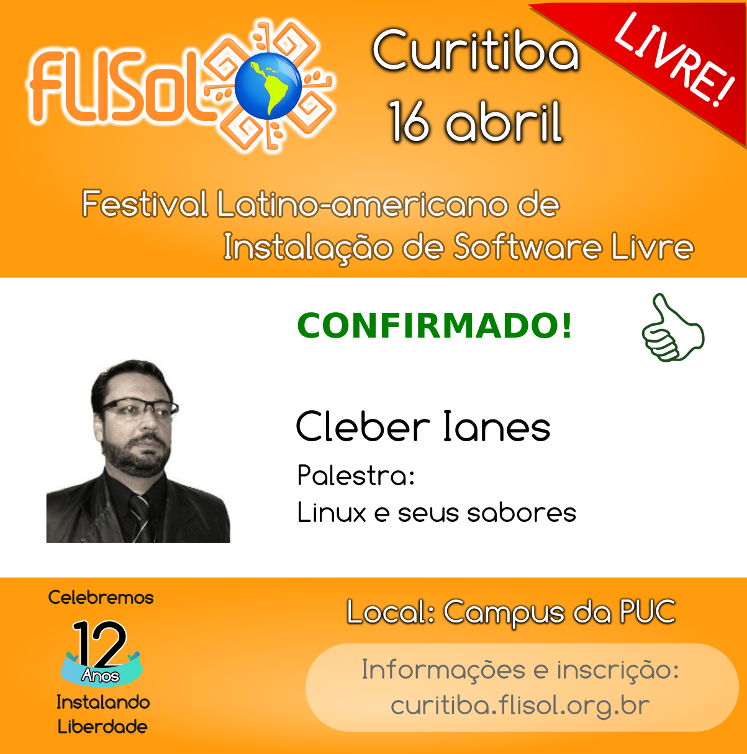 FLISoL
Curitiba
16 abril
LIVRE!
Festival Latino-americano de
Instalação de Software Livre
CONFIRMADO!
Cleber Ianes
Palestra:
Linux e seus sabores
Celebremos
12
Anos
Instalando
Liberdade
Local: Campus da PUC
Informações e inscrição:
curitiba.flisol.org.br